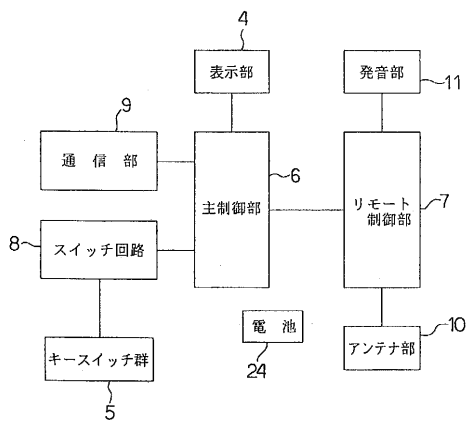 4
表示部
発音部
11
9
通信部
主制御部
6
リモート
制御部
7
8
スイッチ回路
電池
24
アンテナ部
10
キースイッチ群
5